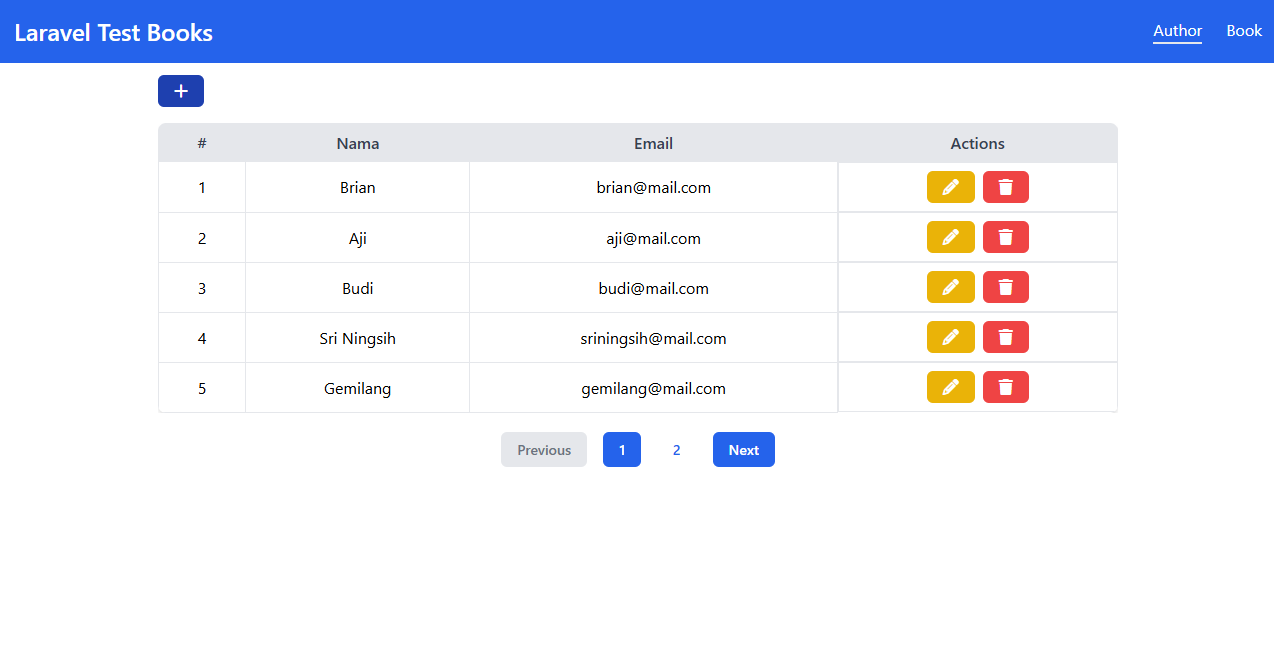 Laravel Test Books
Author Book
+
# Nama Email Actions
1 Brian brian@mail.com
2 Aji aji@mail.com
3 Budi budi@mail.com
4 Sri Ningsih sriningsih@mail.com
5 Gemilang gemilang@mail.com
Previous 1 2 Next